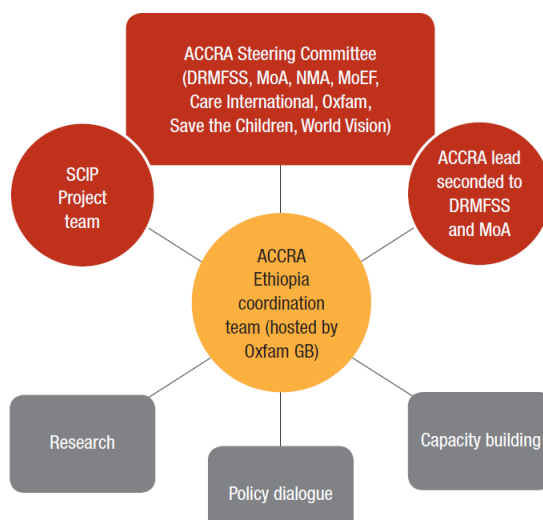 ACCRA Steering Committee
(DRMFSS, MoA, NMA, MoEF,
Care International, Oxfam,
Save the Children, World Vision)
SCIP
Project
team
ACCRA lead
seconded to
DRMFSS
and MoA
ACCRA
Ethiopia
coordination
team (hosted by
Oxfam GB)
Research
Policy dialogue
Capacity building